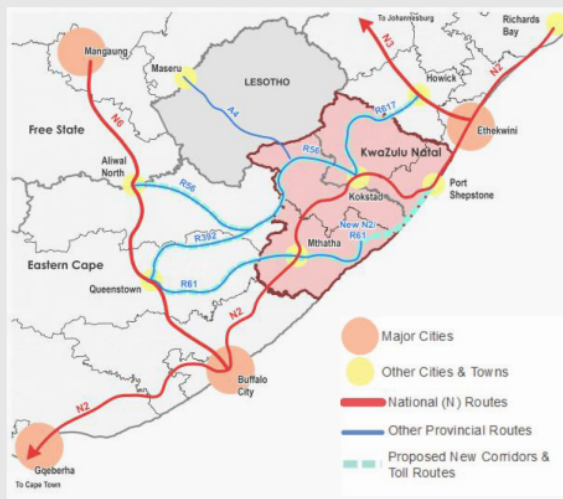 To Johannesburg
Richards
Bay
Mangaung
Maseru
N3
N2
Howick
LESOTHO
R617
Ethekwini
N6
A4
Free State
KwaZulu Natal
Aliwal
North
R56
R56
Kokstad
Port
Shepstone
R392
New N2/
R61
Mthatha
Eastern Cape
Queenstown
R61
N2
Major Cities
Other Cities & Towns
Buffalo
City
National (N) Routes
N2
Other Provincial Routes
Gqeberha
Proposed New Corridors &
Toll Routes
To Cape Town